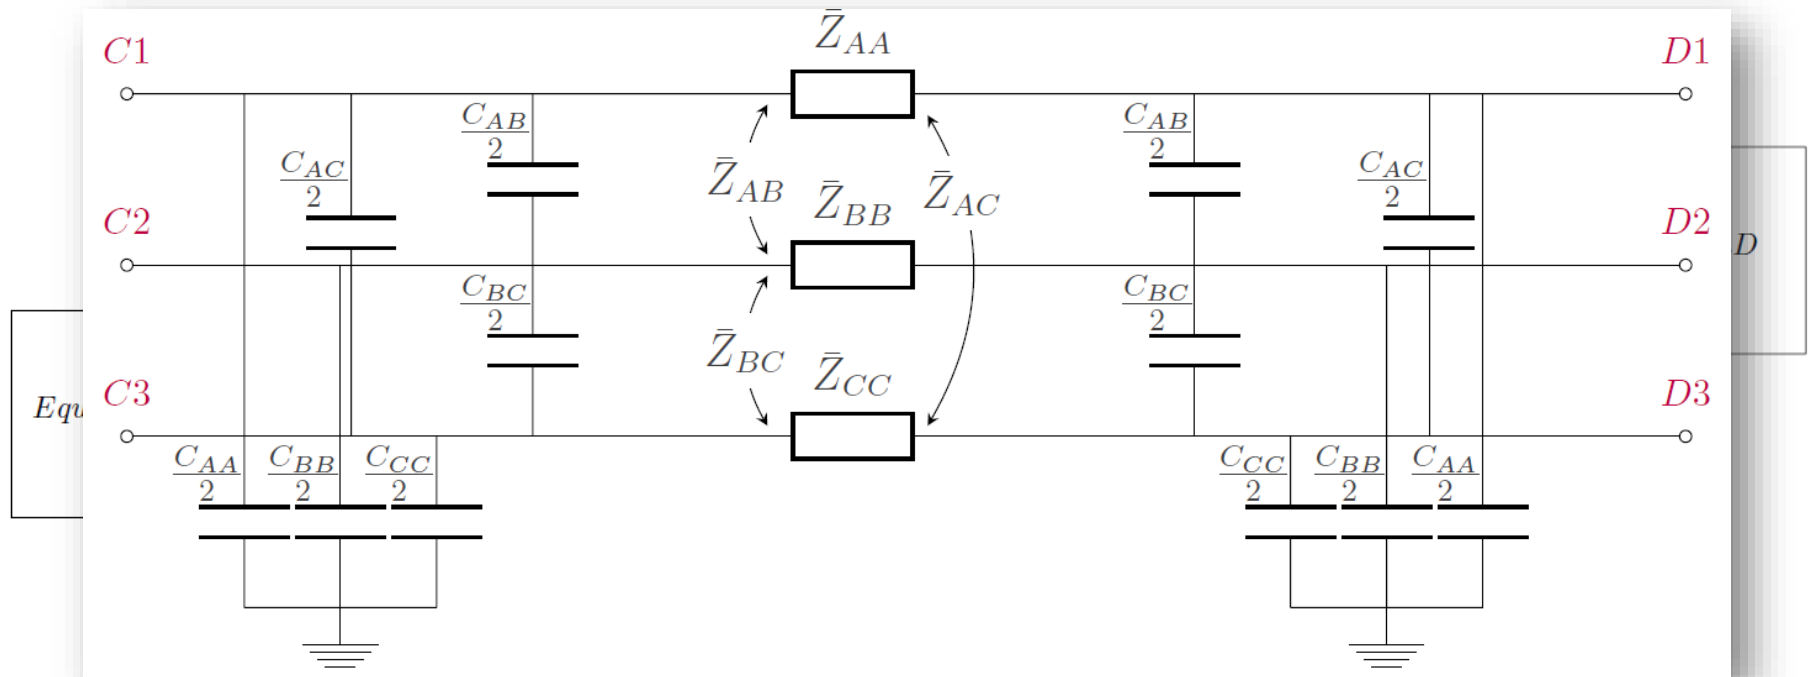 Z̄_AA
C1
D1
C_AB/2
C_AB/2
C_AC/2
C_AC/2
Z̄_AB
Z̄_BB
Z̄_AC
C2
D2
D
C_BC/2
C_BC/2
Z̄_BC
Z̄_CC
C3
D3
Equ
C_AA/2 C_BB/2 C_CC/2
C_CC/2 C_BB/2 C_AA/2